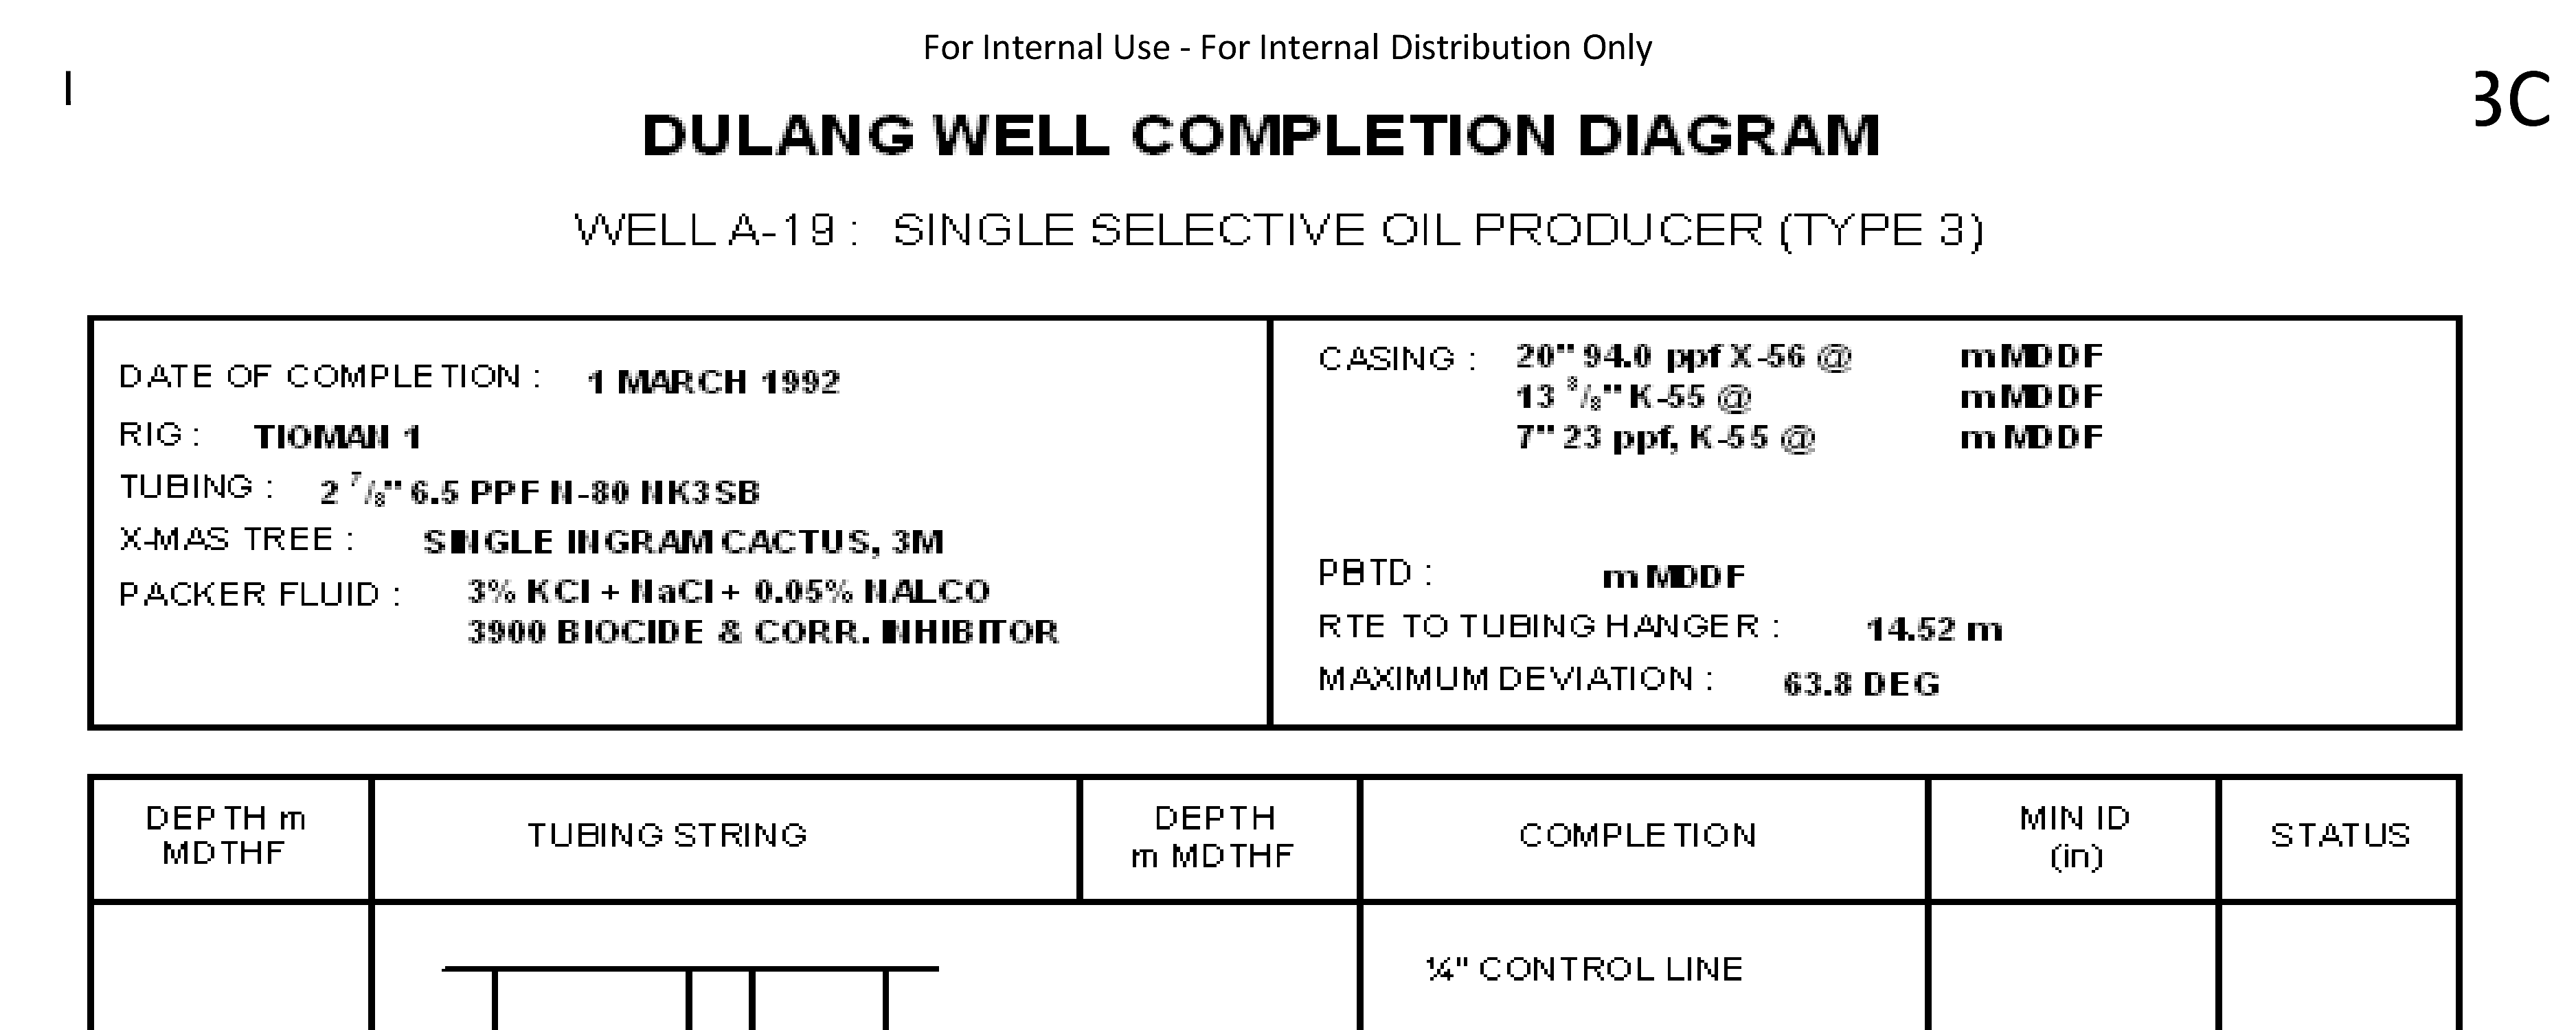 For Internal Use - For Internal Distribution Only
3C
DULANG WELL COMPLETION DIAGRAM
WELL A-19 : SINGLE SELECTIVE OIL PRODUCER (TYPE 3)
DATE OF COMPLETION : 1 MARCH 1992
RIG : TIOMAN 1
TUBING : 2 7/8" 6.5 PPF N-80 NK3SB
X-MAS TREE : SINGLE INGRAM CACTUS, 3M
PACKER FLUID : 3% KCl + NaCl + 0.05% NALCO
3900 BIOCIDE & CORR. INHIBITOR
CASING : 20" 94.0 ppf X-56 @ m MDDF
13 3/8" K-55 @ m MDDF
7" 23 ppf, K-55 @ m MDDF
PBTD : m MDDF
RTE TO TUBING HANGER : 14.52 m
MAXIMUM DEVIATION : 63.8 DEG
DEPTH m
MDTHF
TUBING STRING
DEPTH
m MDTHF
COMPLETION
MIN ID
(in)
STATUS
¼" CONTROL LINE